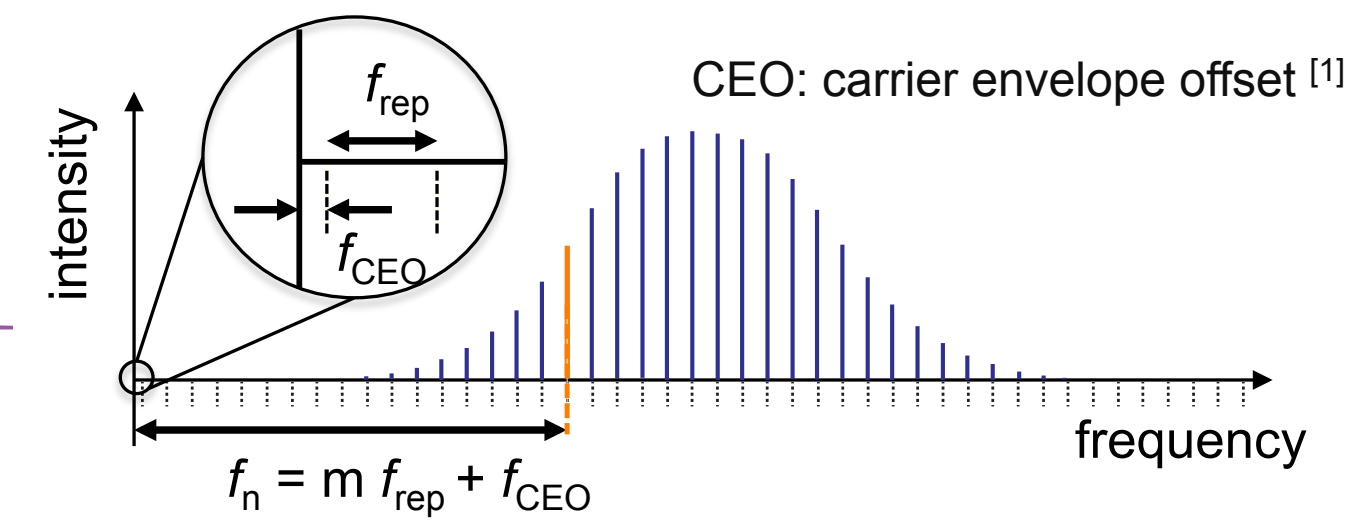 CEO: carrier envelope offset [1]
intensity
f_rep
f_CEO
frequency
f_n = m f_rep + f_CEO